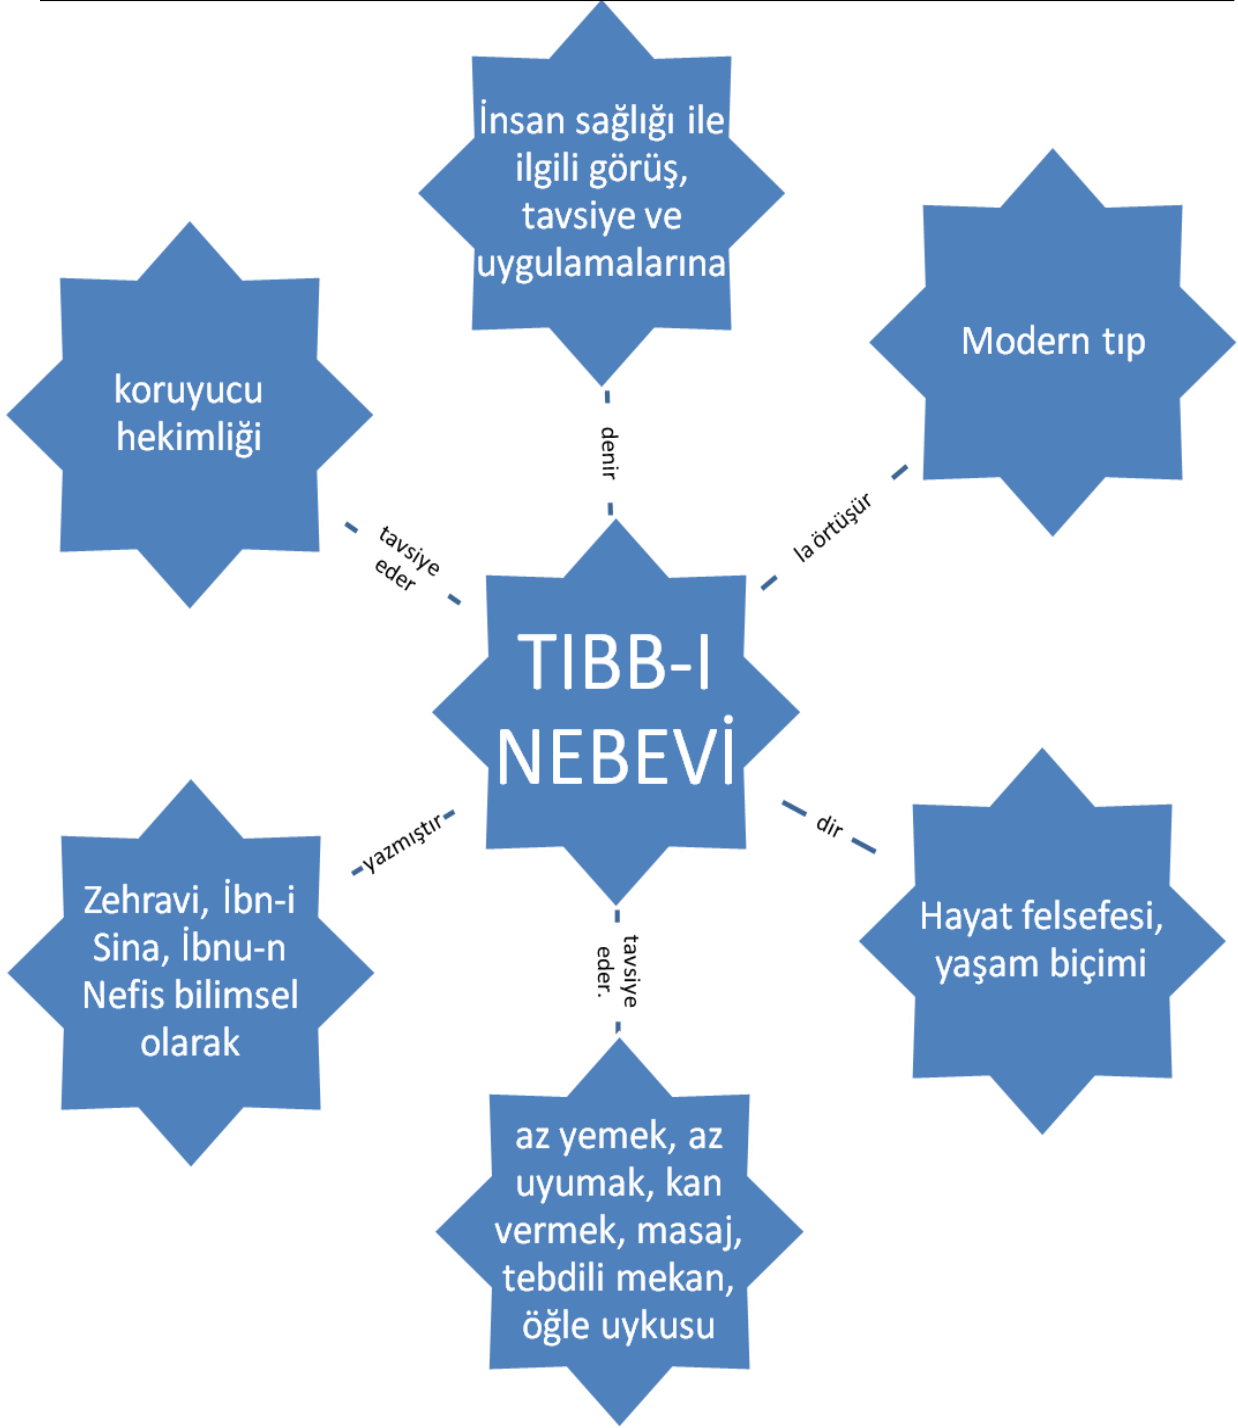 İnsan sağlığı ile
ilgili görüş,
tavsiye ve
uygulamalarına
Modern tıp
koruyucu
hekimliği
denir
la örtüşür
tavsiye
eder
TIBB-I
NEBEVİ
yazmıştır
dir
Zehravi, İbn-i
Sina, İbnu-n
Nefis bilimsel
olarak
Hayat felsefesi,
yaşam biçimi
tavsiye
eder.
az yemek, az
uyumak, kan
vermek, masaj,
tebdili mekan,
öğle uykusu